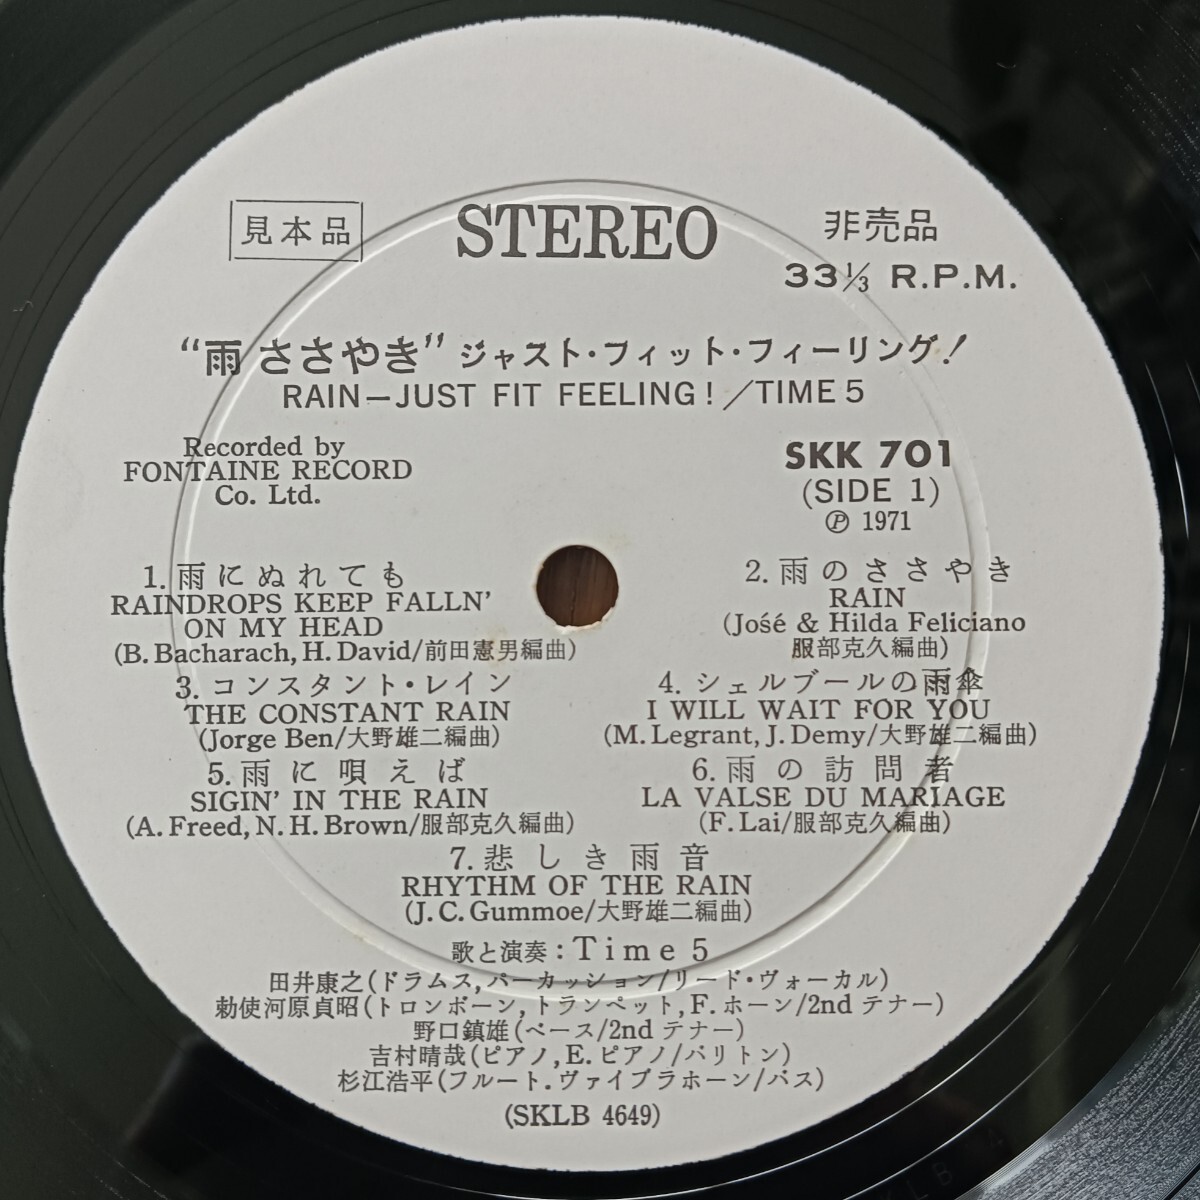 見本品
STEREO
非売品
33 1/3 R.P.M.
“雨 ささやき” ジャスト・フィット・フィーリング!
RAIN—JUST FIT FEELING!/TIME 5
Recorded by
FONTAINE RECORD
Co. Ltd.
SKK 701
(SIDE 1)
Ⓟ 1971
1. 雨にぬれても
RAINDROPS KEEP FALLN'
ON MY HEAD
(B. Bacharach, H. David/前田憲男編曲)
2. 雨のささやき
RAIN
(Jośé & Hilda Feliciano
服部克久編曲)
3. コンスタント・レイン
THE CONSTANT RAIN
(Jorge Ben/大野雄二編曲)
4. シェルブールの雨傘
I WILL WAIT FOR YOU
(M. Legrant, J. Demy/大野雄二編曲)
5. 雨に唄えば
SIGIN' IN THE RAIN
(A. Freed, N. H. Brown/服部克久編曲)
6. 雨の訪問者
LA VALSE DU MARIAGE
(F. Lai/服部克久編曲)
7. 悲しき雨音
RHYTHM OF THE RAIN
(J. C. Gummoe/大野雄二編曲)
歌と演奏: Time 5
田井康之(ドラムス, パーカッション/リード・ヴォーカル)
勅使河原貞昭(トロンボーン, トランペット, F. ホーン/2nd テナー)
野口鎮雄(ベース/2nd テナー)
吉村晴哉(ピアノ, E. ピアノ/バリトン)
杉江浩平(フルート. ヴァイブラホーン/バス)
(SKLB 4649)